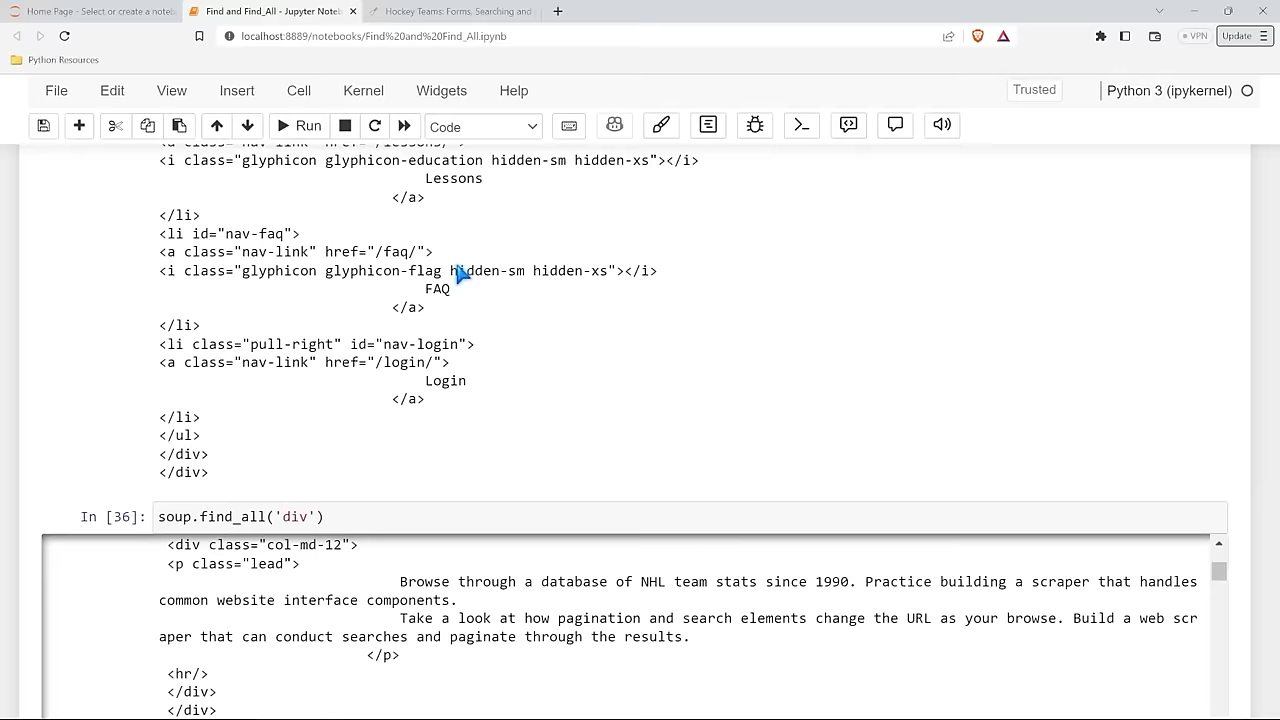 Home Page - Select or create a noteb
Find and Find_All - Jupyter Noteb
Hockey Teams: Forms, Searching and
localhost:8889/notebooks/Find%20and%20Find_All.ipynb
VPN
Update
Python Resources
File Edit View Insert Cell Kernel Widgets Help
Trusted
Python 3 (ipykernel)
Run
Code
<a class="nav-link" href="/lessons/">
<i class="glyphicon glyphicon-education hidden-sm hidden-xs"></i>
Lessons
</a>
</li>
<li id="nav-faq">
<a class="nav-link" href="/faq/">
<i class="glyphicon glyphicon-flag hidden-sm hidden-xs"></i>
FAQ
</a>
</li>
<li class="pull-right" id="nav-login">
<a class="nav-link" href="/login/">
Login
</a>
</li>
</ul>
</div>
</div>
In [36]: soup.find_all('div')
<div class="col-md-12">
<p class="lead">
Browse through a database of NHL team stats since 1990. Practice building a scraper that handles
common website interface components.
Take a look at how pagination and search elements change the URL as your browse. Build a web scr
aper that can conduct searches and paginate through the results.
</p>
<hr/>
</div>
</div>